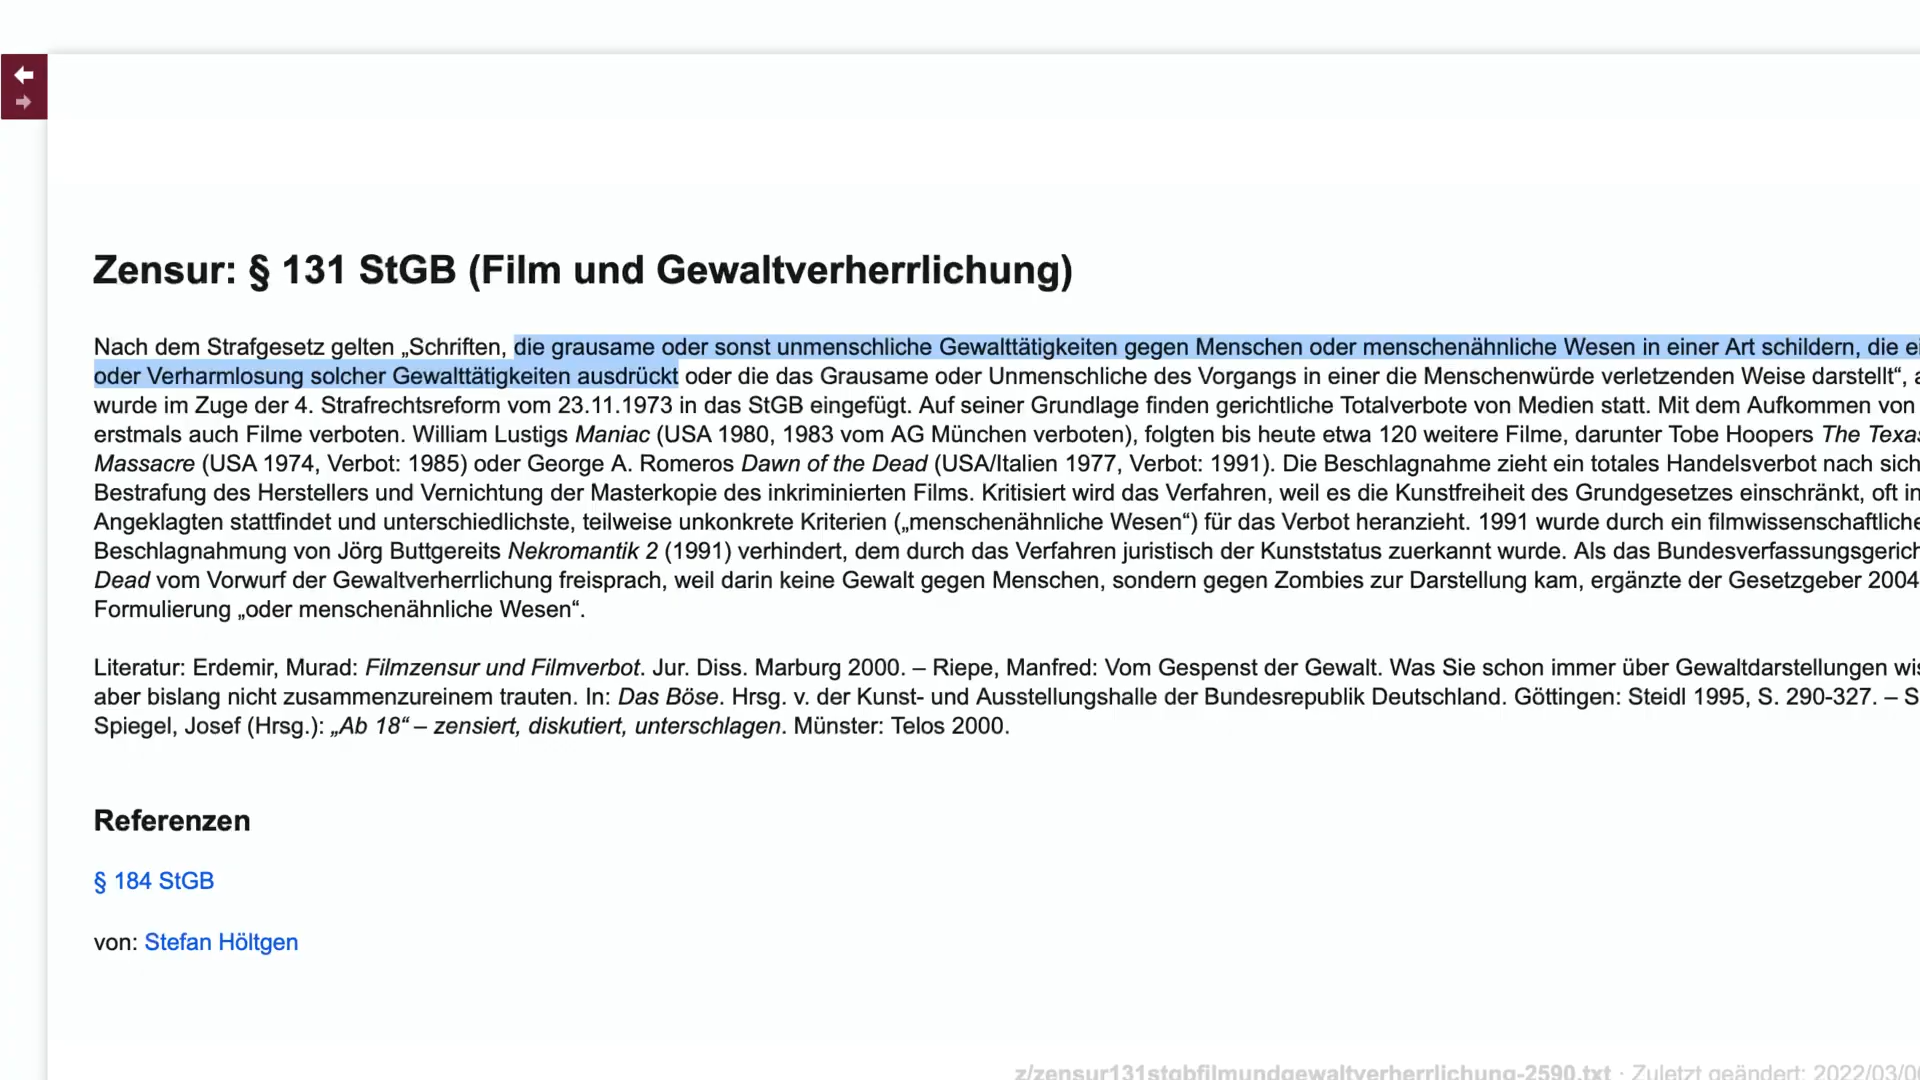 Zensur: § 131 StGB (Film und Gewaltverherrlichung)
Nach dem Strafgesetz gelten „Schriften, die grausame oder sonst unmenschliche Gewalttätigkeiten gegen Menschen oder menschenähnliche Wesen in einer Art schildern, die
oder Verharmlosung solcher Gewalttätigkeiten ausdrückt oder die das Grausame oder Unmenschliche des Vorgangs in einer die Menschenwürde verletzenden Weise darstellt“,
wurde im Zuge der 4. Strafrechtsreform vom 23.11.1973 in das StGB eingefügt. Auf seiner Grundlage finden gerichtliche Totalverbote von Medien statt. Mit dem Aufkommen von
erstmals auch Filme verboten. William Lustigs Maniac (USA 1980, 1983 vom AG München verboten), folgten bis heute etwa 120 weitere Filme, darunter Tobe Hoopers The
Massacre (USA 1974, Verbot: 1985) oder George A. Romeros Dawn of the Dead (USA/Italien 1977, Verbot: 1991). Die Beschlagnahme zieht ein totales Handelsverbot nach sich
Bestrafung des Herstellers und Vernichtung der Masterkopie des inkriminierten Films. Kritisiert wird das Verfahren, weil es die Kunstfreiheit des Grundgesetzes einschränkt, oft in
Angeklagten stattfindet und unterschiedlichste, teilweise unkonkrete Kriterien („menschenähnliche Wesen“) für das Verbot heranzieht. 1991 wurde durch ein filmwissenschaftliche
Beschlagnahmung von Jörg Buttgereits Nekromantik 2 (1991) verhindert, dem durch das Verfahren juristisch der Kunststatus zuerkannt wurde. Als das Bundesverfassungsgerich
Dead vom Vorwurf der Gewaltverherrlichung freisprach, weil darin keine Gewalt gegen Menschen, sondern gegen Zombies zur Darstellung kam, ergänzte der Gesetzgeber 2004
Formulierung „oder menschenähnliche Wesen“.
Literatur: Erdemir, Murad: Filmzensur und Filmverbot. Jur. Diss. Marburg 2000. – Riepe, Manfred: Vom Gespenst der Gewalt. Was Sie schon immer über Gewaltdarstellungen
aber bislang nicht zusammenzureinem trauten. In: Das Böse. Hrsg. v. der Kunst- und Ausstellungshalle der Bundesrepublik Deutschland. Göttingen: Steidl 1995, S. 290-327. –
Spiegel, Josef (Hrsg.): „Ab 18“ – zensiert, diskutiert, unterschlagen. Münster: Telos 2000.
Referenzen
§ 184 StGB
von: Stefan Höltgen
z/zensur131stgbfilmundgewaltverherrlichung-2590.txt · Zuletzt geändert: